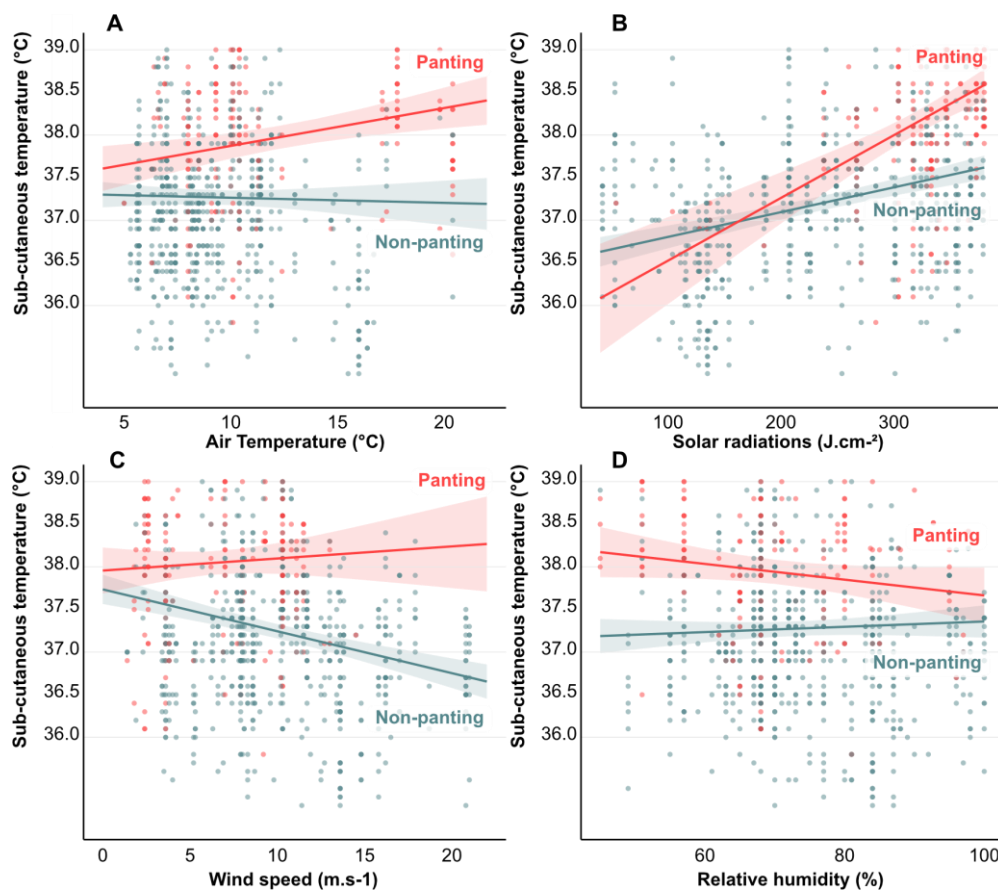 A
B
Sub-cutaneous temperature (°C)
39.0
38.5
38.0
37.5
37.0
36.5
36.0
Panting
Non-panting
5
10
15
20
Air Temperature (°C)
Sub-cutaneous temperature (°C)
39.0
38.5
38.0
37.5
37.0
36.5
36.0
Panting
Non-panting
100
200
300
Solar radiations (J.cm-²)
C
D
Sub-cutaneous temperature (°C)
39.0
38.5
38.0
37.5
37.0
36.5
36.0
Panting
Non-panting
0
5
10
15
20
Wind speed (m.s-1)
Sub-cutaneous temperature (°C)
39.0
38.5
38.0
37.5
37.0
36.5
36.0
Panting
Non-panting
60
80
100
Relative humidity (%)